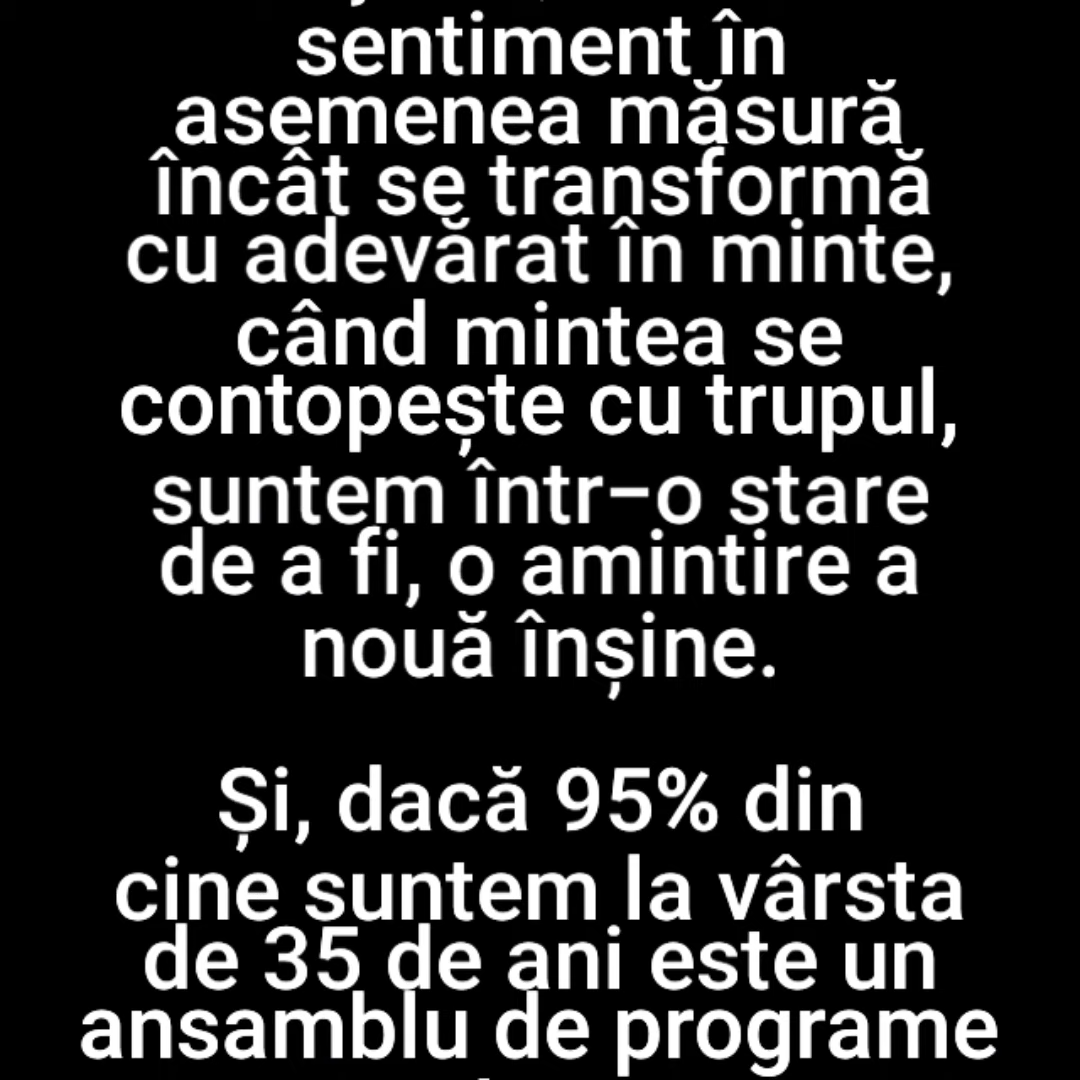 sentiment în
asemenea măsură
încât se transformă
cu adevărat în minte,
când mintea se
contopește cu trupul,
suntem într-o stare
de a fi, o amintire a
nouă înșine.
Și, dacă 95% din
cine suntem la vârsta
de 35 de ani este un
ansamblu de programe